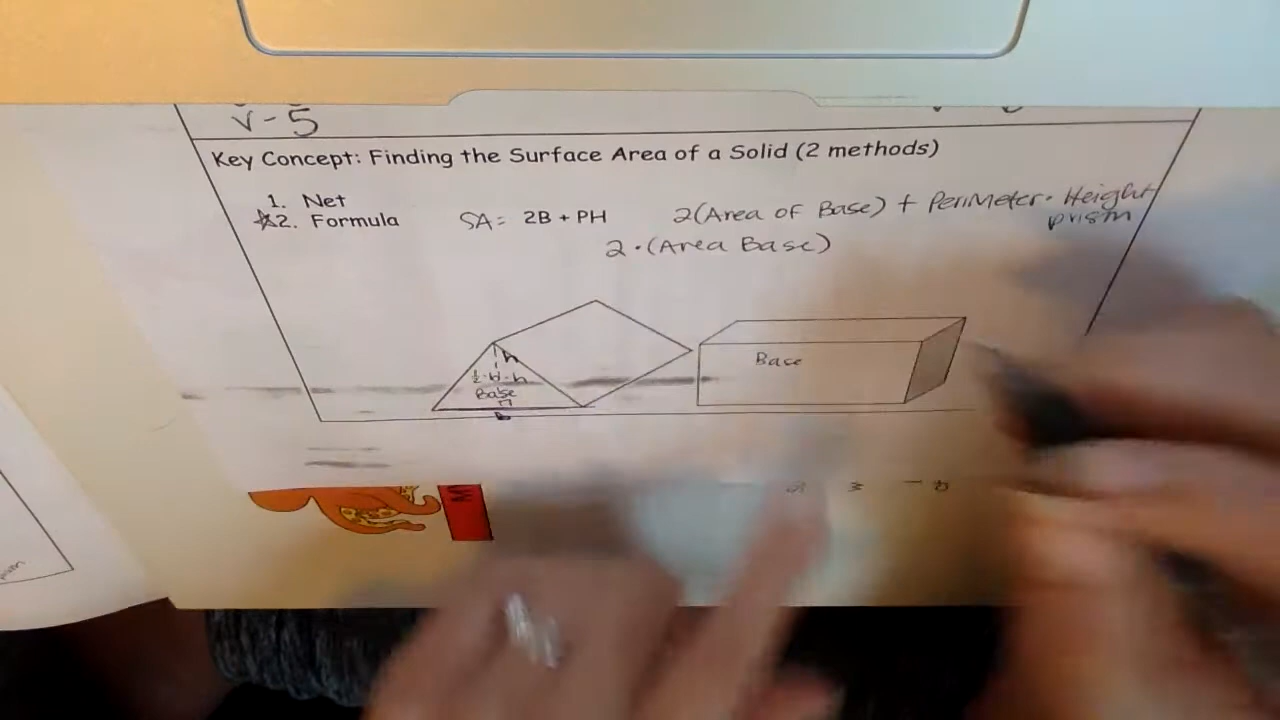 v - 5
Key Concept: Finding the Surface Area of a Solid (2 methods)
1. Net
☆2. Formula SA= 2B + PH 2(Area of Base) + Perimeter · Height
prism
2·(Area Base)
h
½·b·h
Base
b
Base